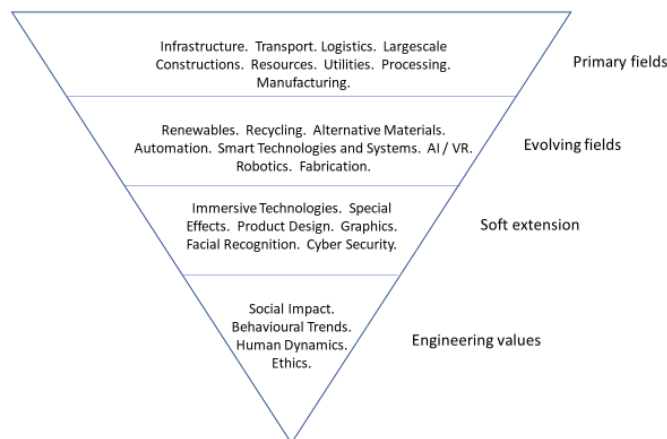 Infrastructure. Transport. Logistics. Largescale
Constructions. Resources. Utilities. Processing.
Manufacturing.
Primary fields
Renewables. Recycling. Alternative Materials.
Automation. Smart Technologies and Systems. AI / VR.
Robotics. Fabrication.
Evolving fields
Immersive Technologies. Special
Effects. Product Design. Graphics.
Facial Recognition. Cyber Security.
Soft extension
Social Impact.
Behavioural Trends.
Human Dynamics.
Ethics.
Engineering values